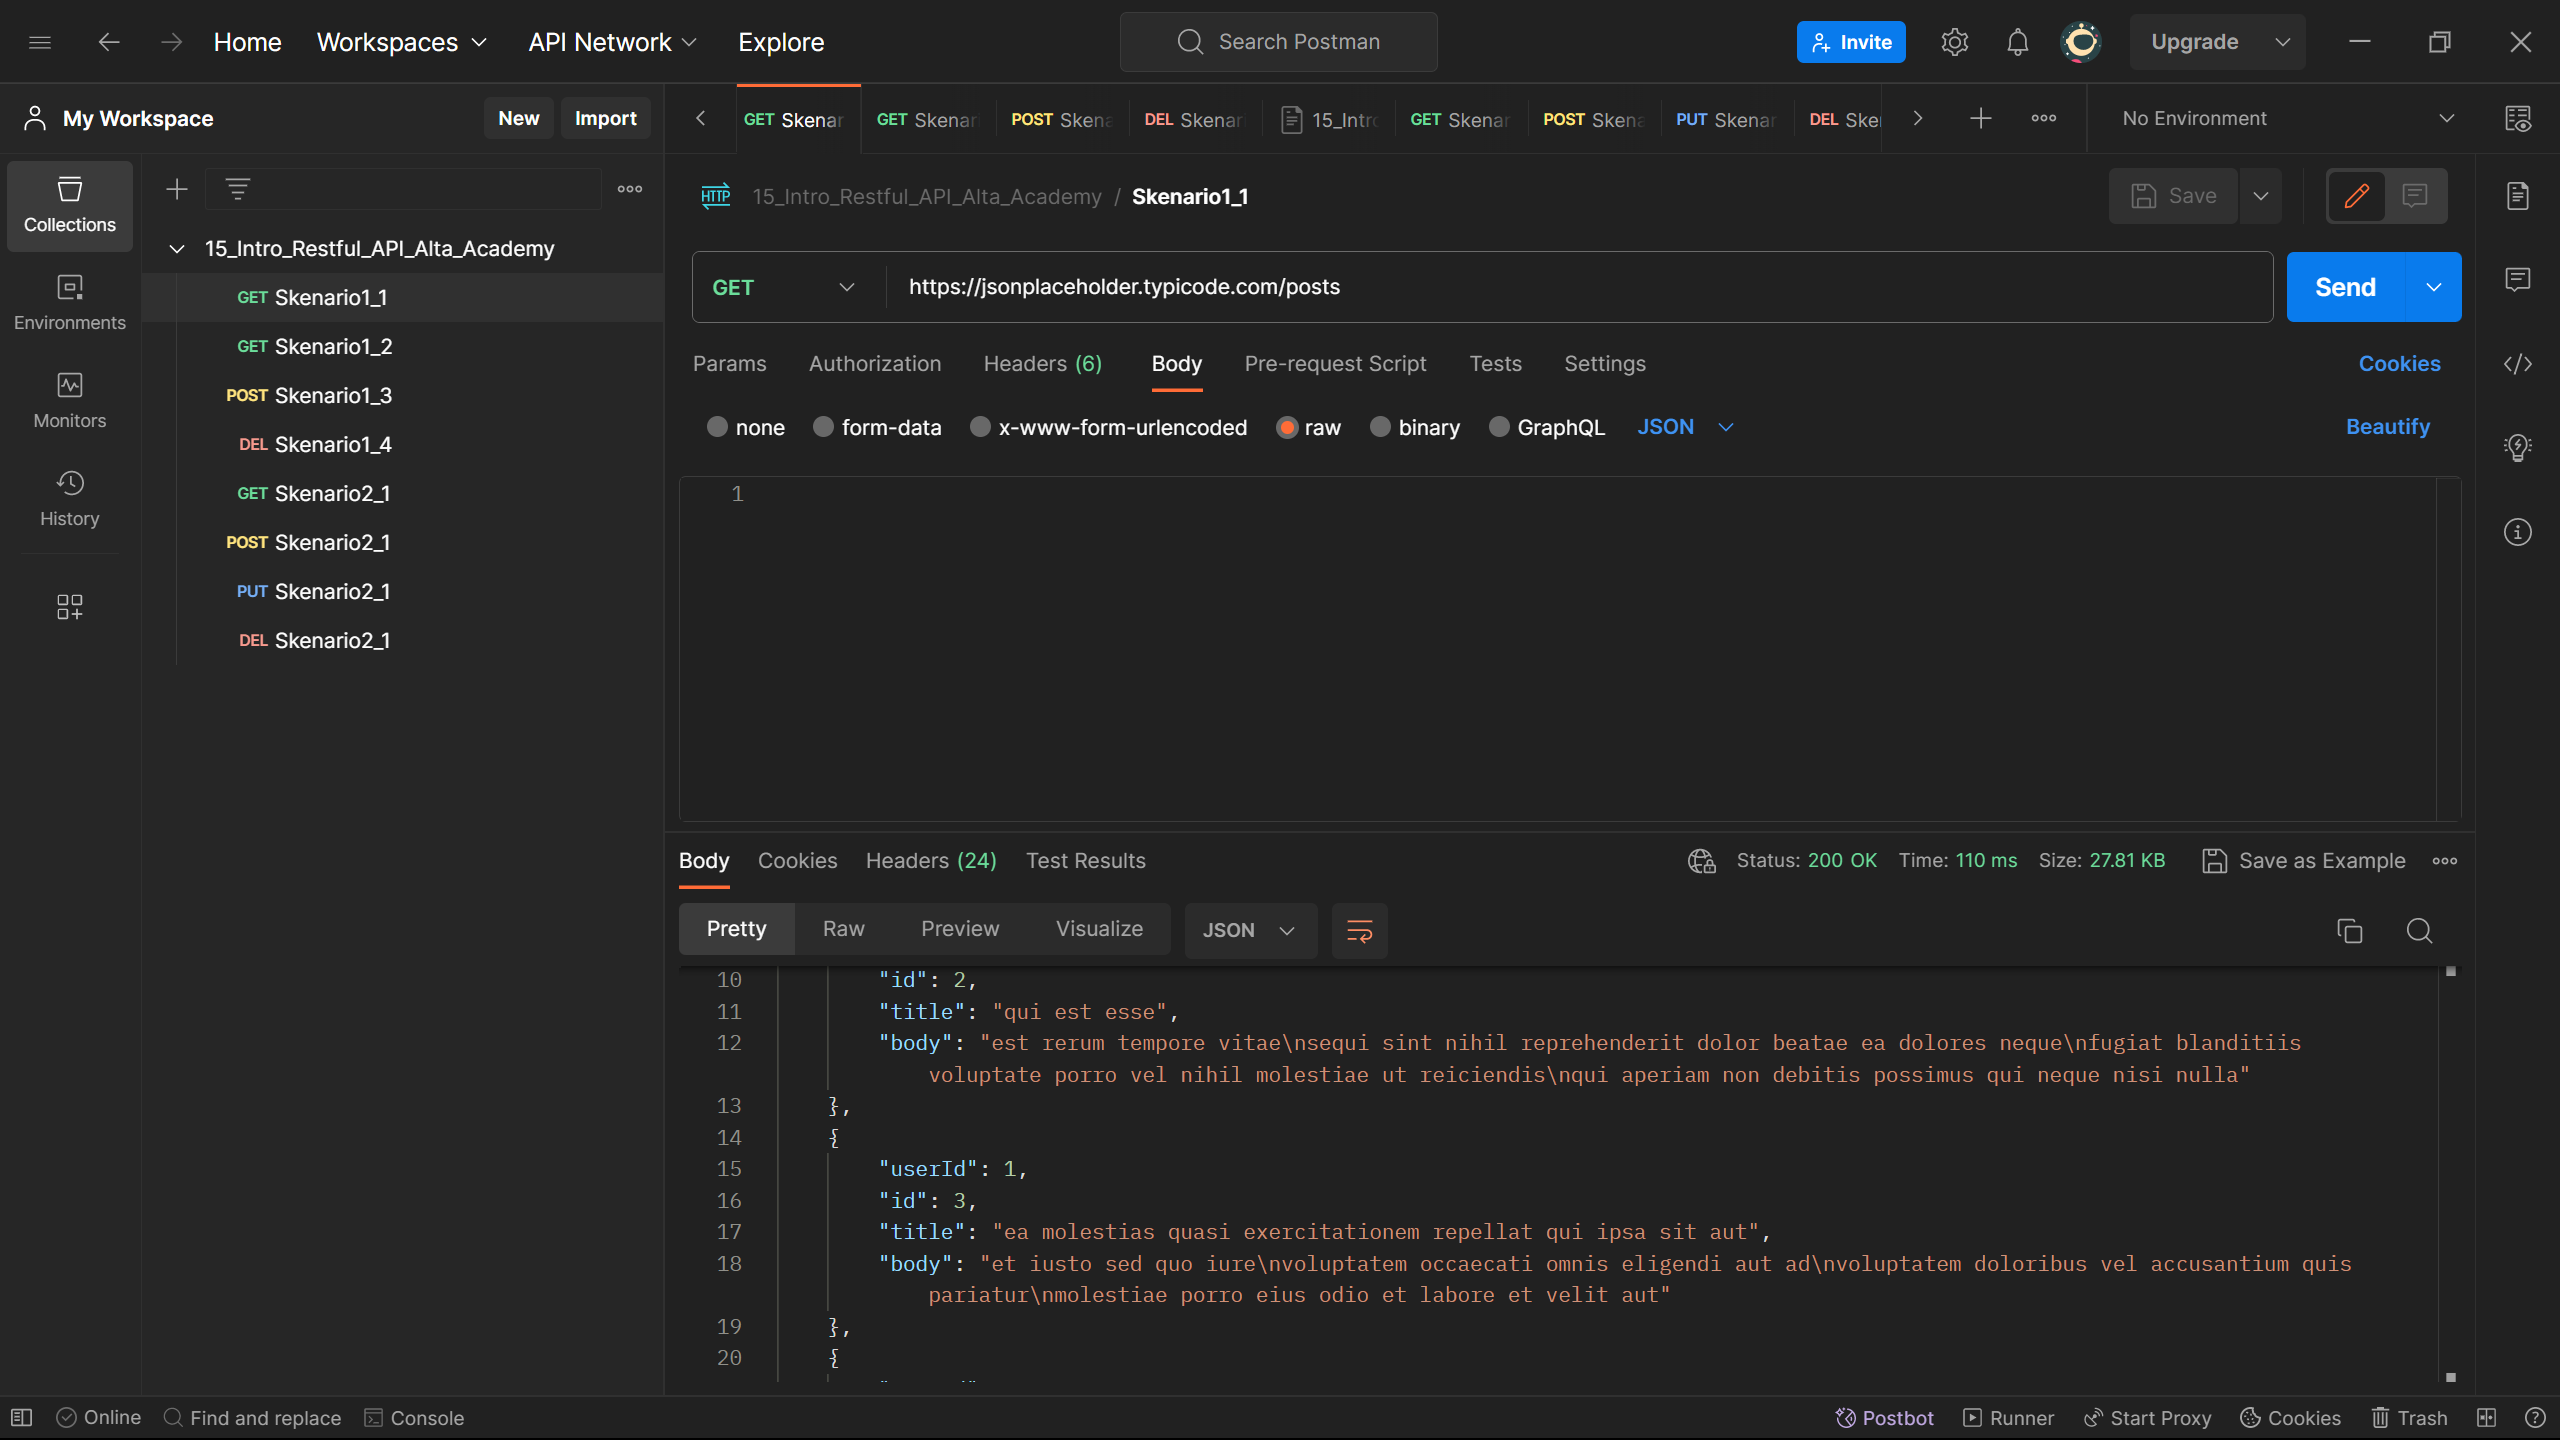 Home Workspaces API Network Explore Search Postman Invite Upgrade
My Workspace New Import
GET Skenar GET Skenar POST Skena DEL Skenar 15_Intro GET Skenar POST Skena PUT Skenar DEL Ske No Environment
Collections
Environments
Monitors
History
15_Intro_Restful_API_Alta_Academy
GET Skenario1_1
GET Skenario1_2
POST Skenario1_3
DEL Skenario1_4
GET Skenario2_1
POST Skenario2_1
PUT Skenario2_1
DEL Skenario2_1
HTTP 15_Intro_Restful_API_Alta_Academy / Skenario1_1 Save
GET https://jsonplaceholder.typicode.com/posts Send
Params Authorization Headers (6) Body Pre-request Script Tests Settings Cookies
none form-data x-www-form-urlencoded raw binary GraphQL JSON Beautify
1
Body Cookies Headers (24) Test Results Status: 200 OK Time: 110 ms Size: 27.81 KB Save as Example
Pretty Raw Preview Visualize JSON
10 "id": 2,
11 "title": "qui est esse",
12 "body": "est rerum tempore vitae\nsequi sint nihil reprehenderit dolor beatae ea dolores neque\nfugiat blanditiis
voluptate porro vel nihil molestiae ut reiciendis\nqui aperiam non debitis possimus qui neque nisi nulla"
13 },
14 {
15 "userId": 1,
16 "id": 3,
17 "title": "ea molestias quasi exercitationem repellat qui ipsa sit aut",
18 "body": "et iusto sed quo iure\nvoluptatem occaecati omnis eligendi aut ad\nvoluptatem doloribus vel accusantium quis
pariatur\nmolestiae porro eius odio et labore et velit aut"
19 },
20 {
Online Find and replace Console Postbot Runner Start Proxy Cookies Trash